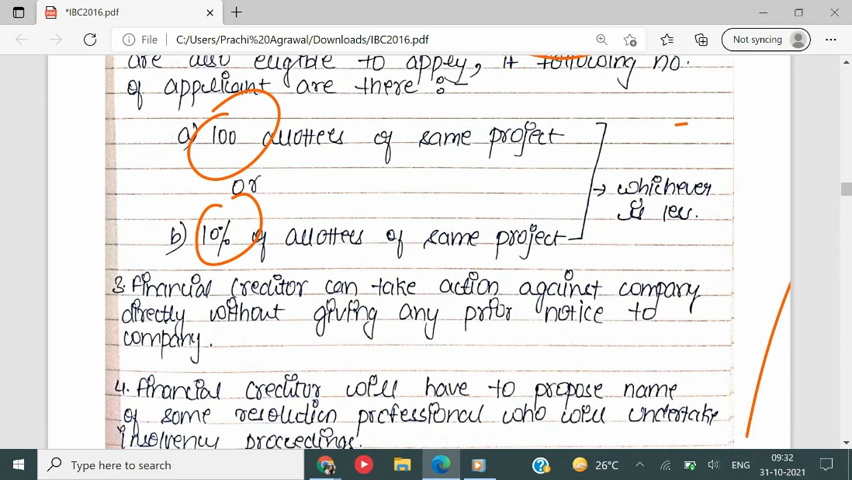 *IBC2016.pdf
File
C:/Users/Prachi%20Agrawal/Downloads/IBC2016.pdf
Not syncing
are also eligible to apply, if following no.
of applicant are there :-
a) 100 allottees of same project
or
b) 10% of allottees of same project
whichever
is less.
3. Financial creditor can take action against company
directly without giving any prior notice to
company.
4. Financial creditor will have to propose name
of some resolution professional who will undertake
insolvency proceedings.
Type here to search
26°C
ENG
09:32
31-10-2021